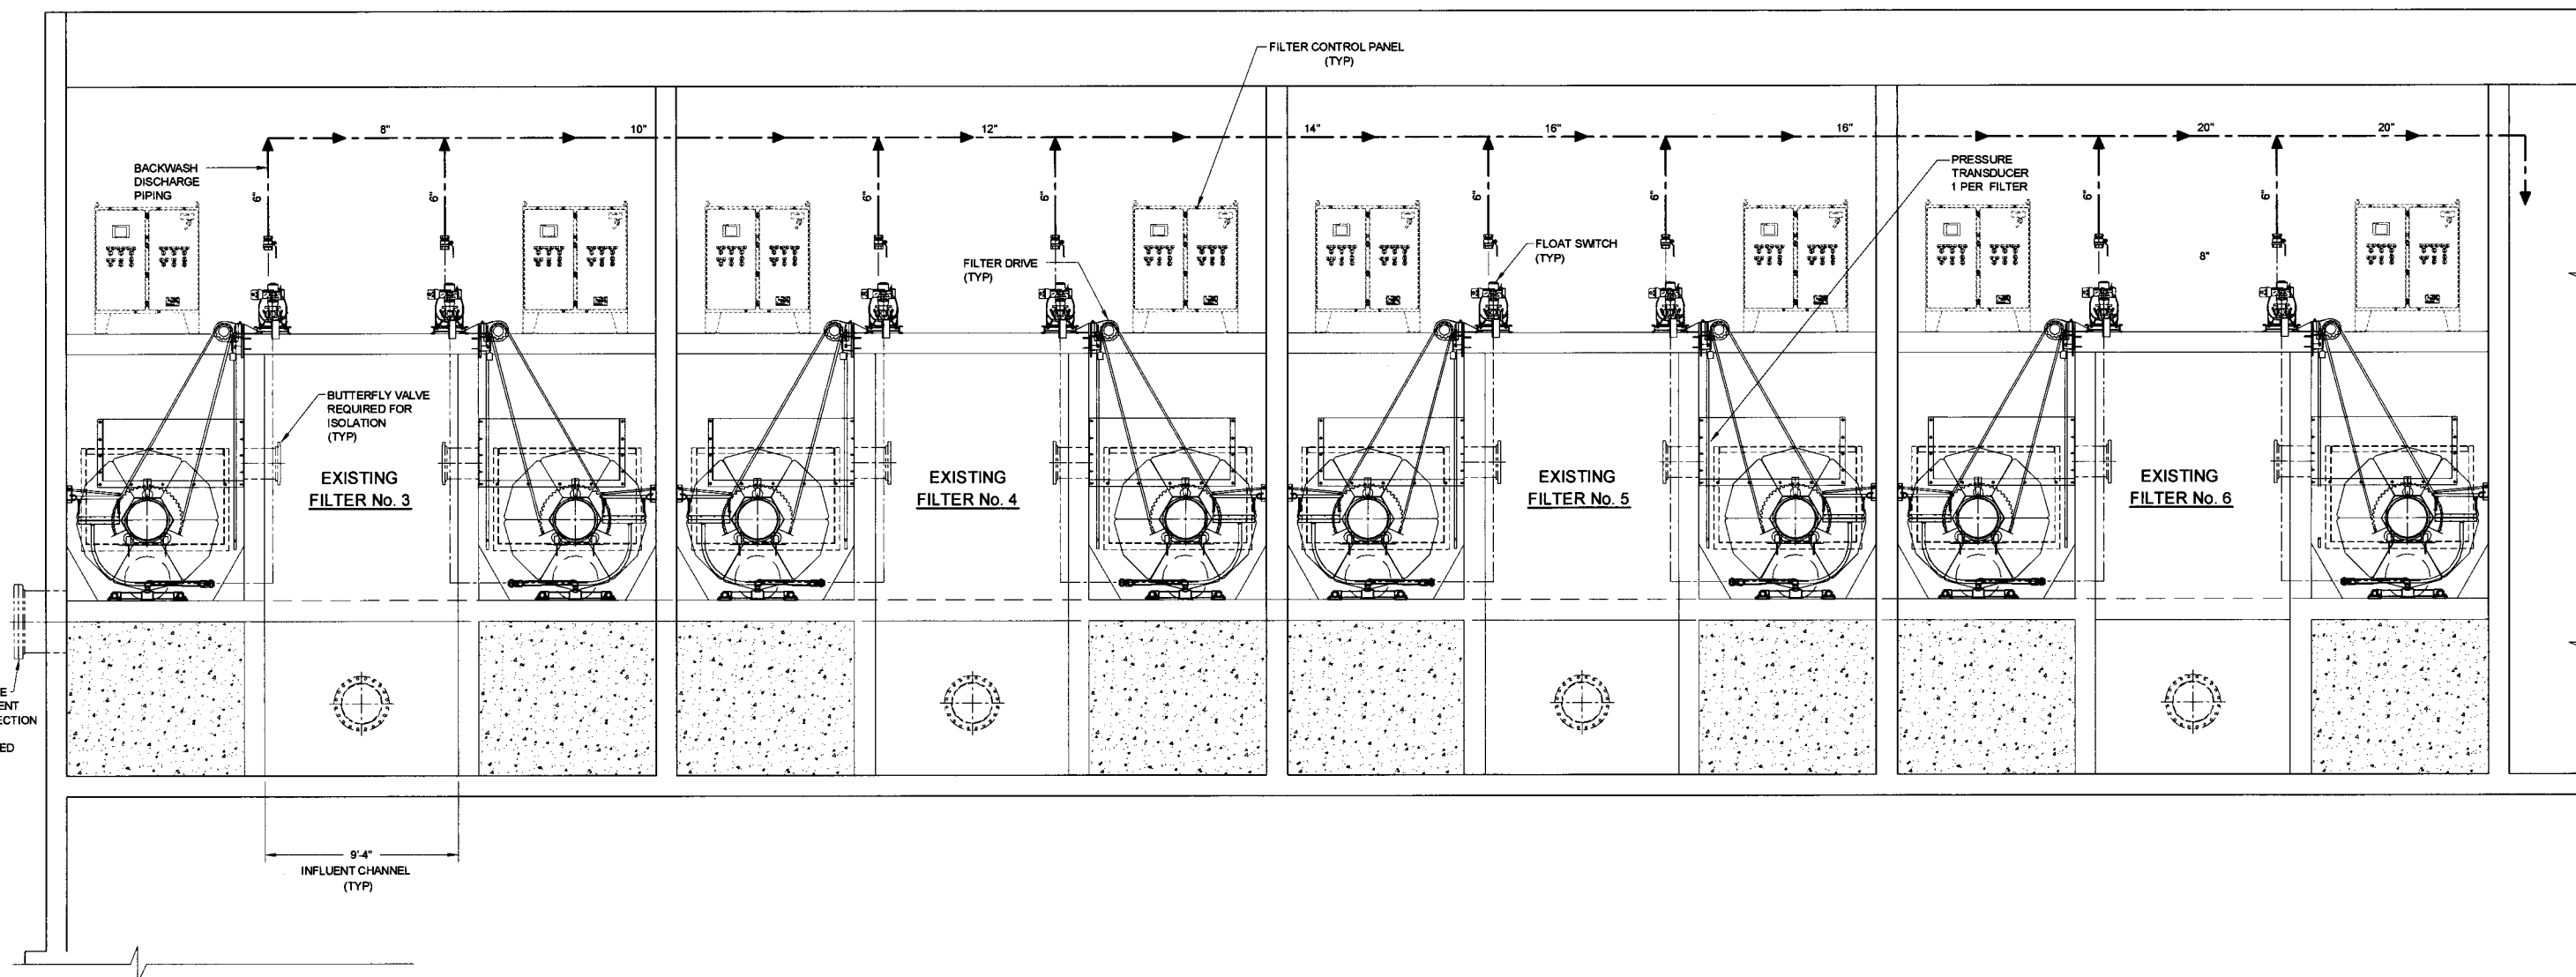 FILTER CONTROL PANEL
(TYP)
8"
10"
12"
14"
16"
16"
20"
20"
BACKWASH
DISCHARGE
PIPING
6"
6"
6"
6"
6"
6"
6"
6"
PRESSURE
TRANSDUCER
1 PER FILTER
FILTER DRIVE
(TYP)
FLOAT SWITCH
(TYP)
8"
BUTTERFLY VALVE
REQUIRED FOR
ISOLATION
(TYP)
EXISTING
FILTER No. 3
EXISTING
FILTER No. 4
EXISTING
FILTER No. 5
EXISTING
FILTER No. 6
E
ENT
ECTION
ED
9'-4"
INFLUENT CHANNEL
(TYP)